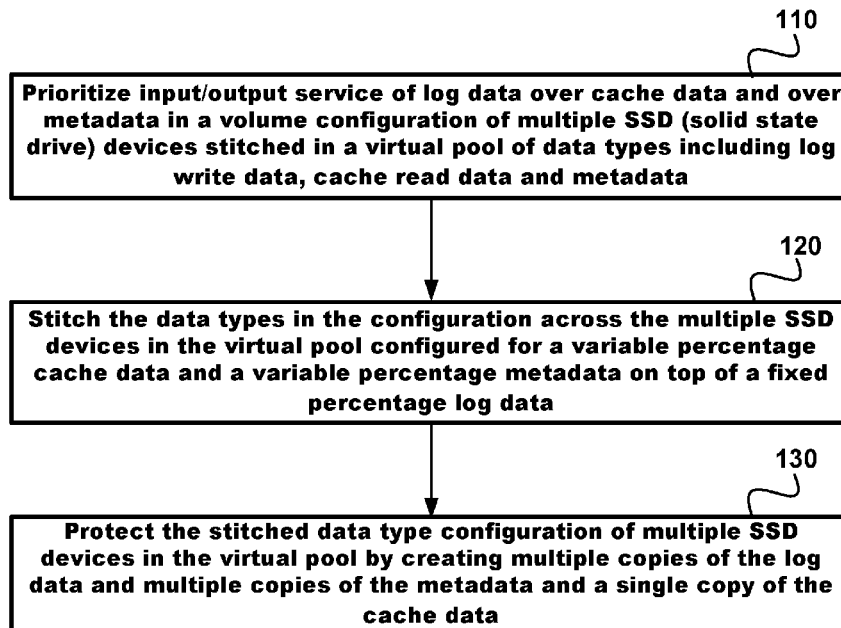 110
Prioritize input/output service of log data over cache data and over
metadata in a volume configuration of multiple SSD (solid state
drive) devices stitched in a virtual pool of data types including log
write data, cache read data and metadata
120
Stitch the data types in the configuration across the multiple SSD
devices in the virtual pool configured for a variable percentage
cache data and a variable percentage metadata on top of a fixed
percentage log data
130
Protect the stitched data type configuration of multiple SSD
devices in the virtual pool by creating multiple copies of the log
data and multiple copies of the metadata and a single copy of the
cache data